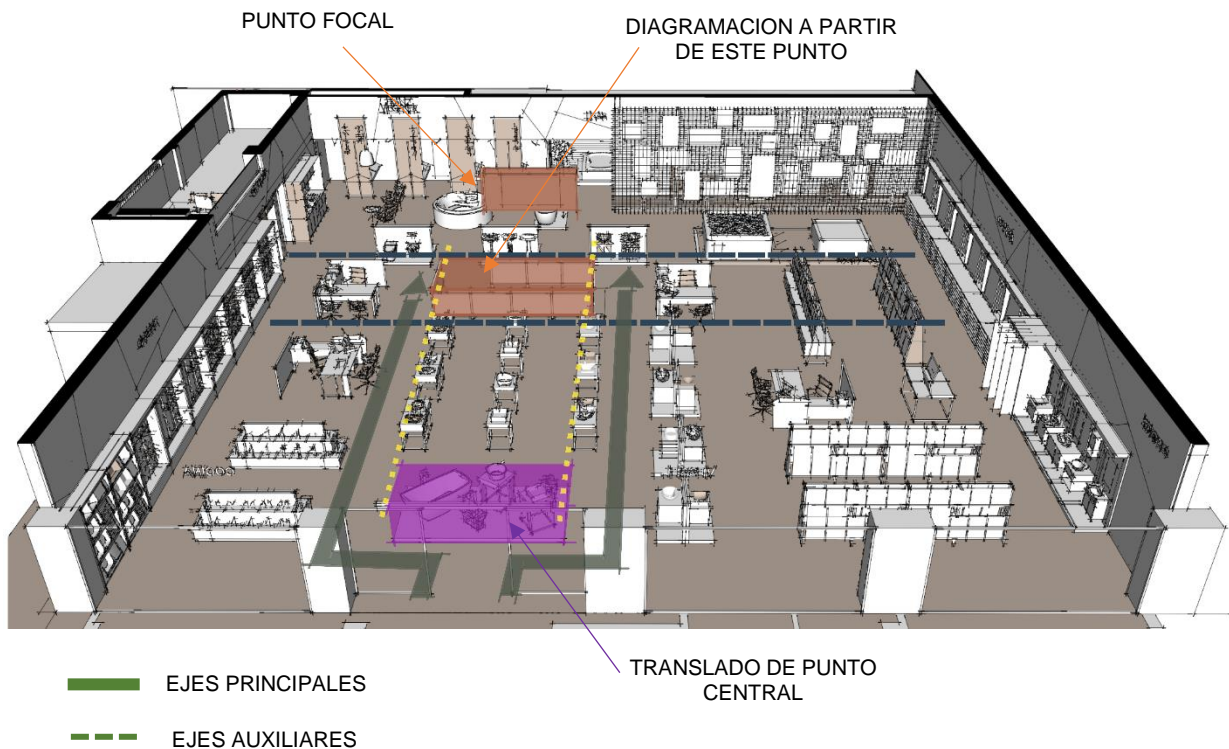 PUNTO FOCAL
DIAGRAMACION A PARTIR
DE ESTE PUNTO
TRANSLADO DE PUNTO
CENTRAL
EJES PRINCIPALES
EJES AUXILIARES